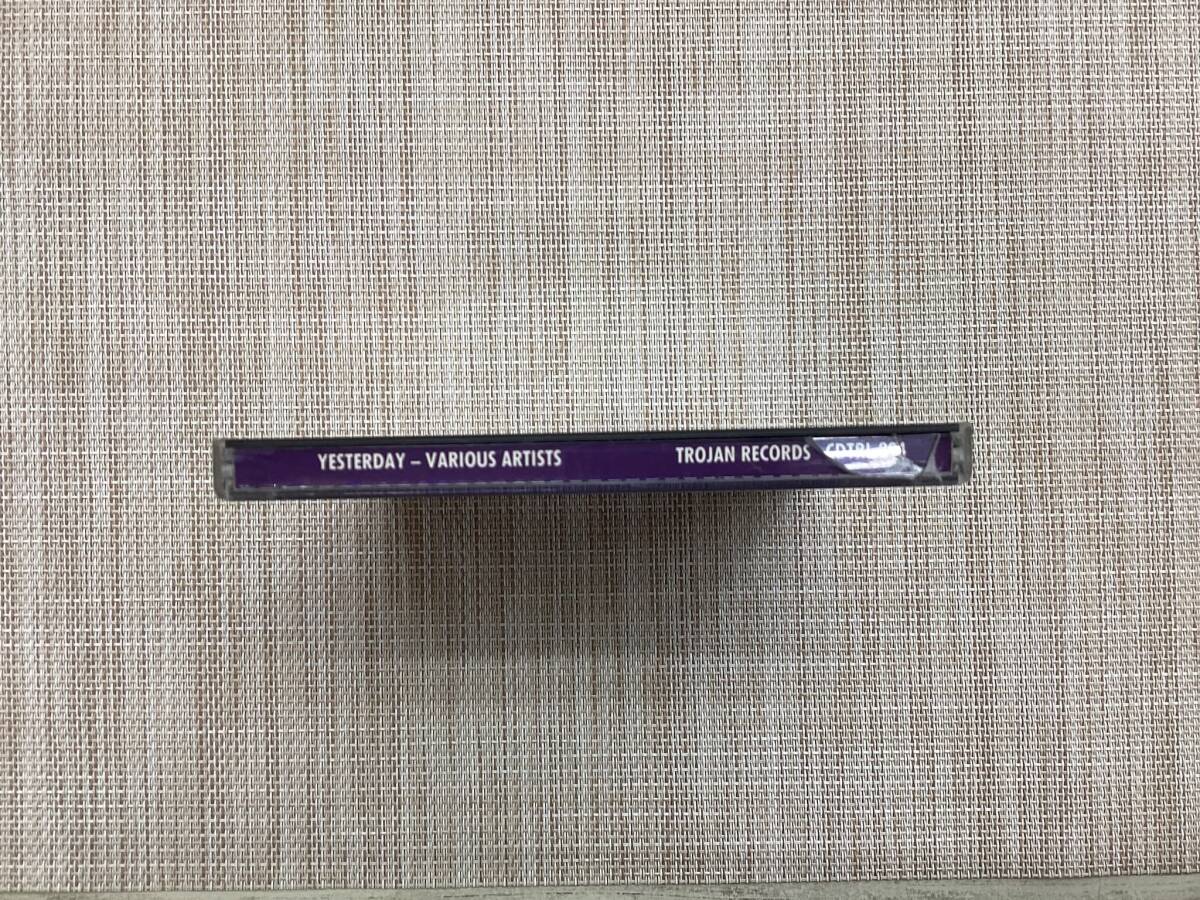 YESTERDAY – VARIOUS ARTISTS TROJAN RECORDS